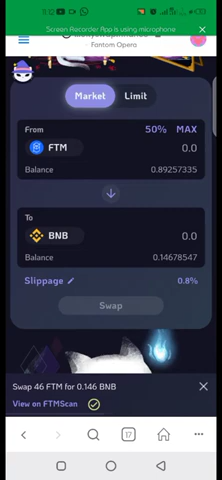 11:12
Screen Recorder App is using microphone
Fantom Opera
Market Limit
From 50% MAX
FTM 0.0
Balance 0.89257335
To
BNB 0.0
Balance 0.14678547
Slippage 0.8%
Swap
Swap 46 FTM for 0.146 BNB
View on FTMScan
17